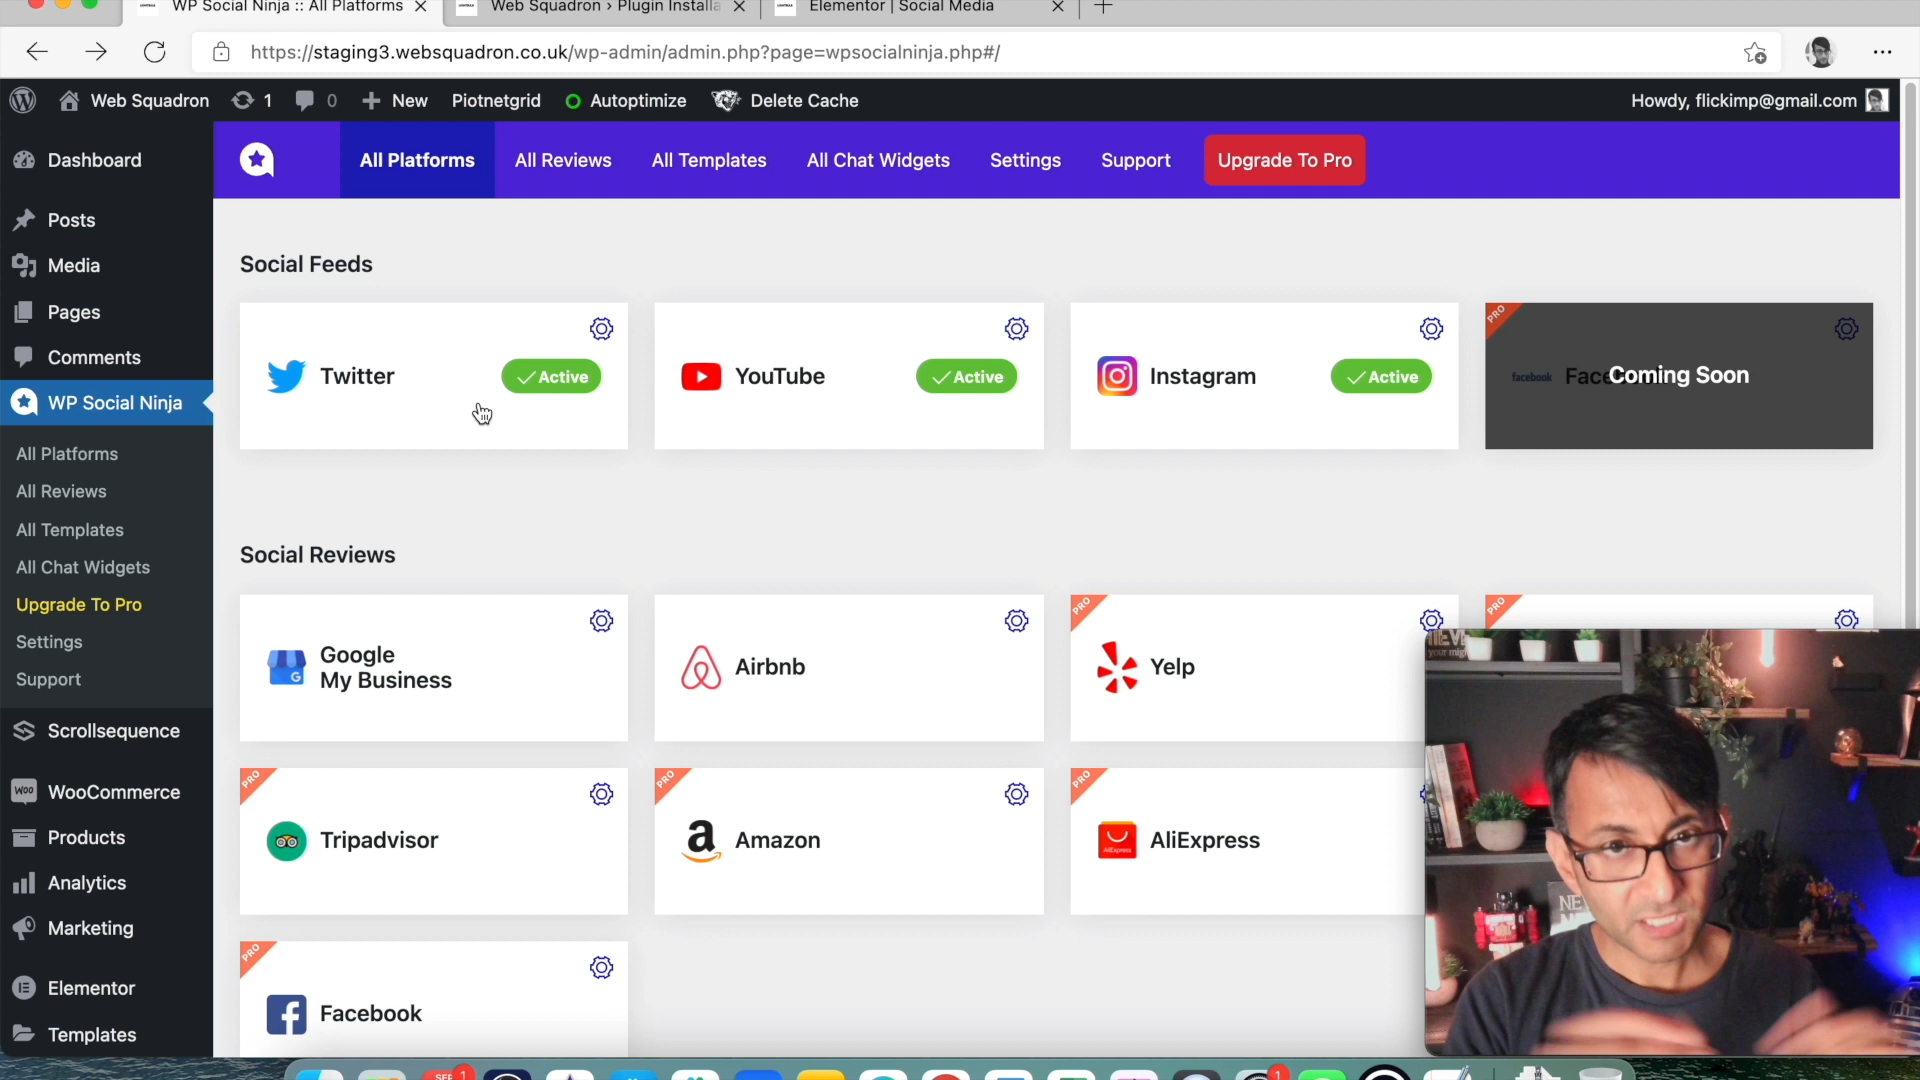 WP Social Ninja :: All Platforms
Web Squadron › Plugin Installa
Elementor | Social Media
https://staging3.websquadron.co.uk/wp-admin/admin.php?page=wpsocialninja.php#/
Web Squadron
1
0
New
Piotnetgrid
Autoptimize
Delete Cache
Howdy, flickimp@gmail.com
Dashboard
Posts
Media
Pages
Comments
WP Social Ninja
All Platforms
All Reviews
All Templates
All Chat Widgets
Upgrade To Pro
Settings
Support
Scrollsequence
WooCommerce
Products
Analytics
Marketing
Elementor
Templates
All Platforms
All Reviews
All Templates
All Chat Widgets
Settings
Support
Upgrade To Pro
Social Feeds
Twitter
Active
YouTube
Active
Instagram
Active
PRO
facebook
Coming Soon
Social Reviews
Google
My Business
Airbnb
PRO
Yelp
PRO
PRO
Tripadvisor
PRO
Amazon
PRO
AliExpress
AliExpress
PRO
Facebook
SEP
1
1